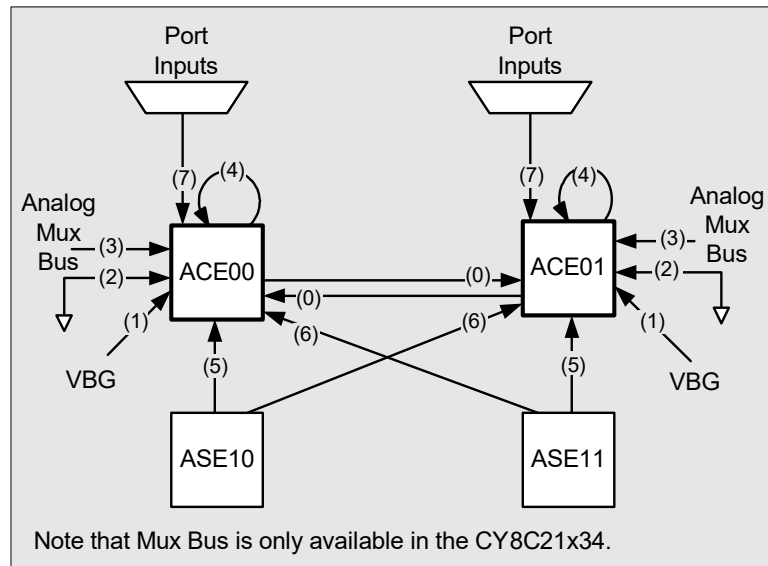 Port
Inputs
Port
Inputs
(7)
(4)
(7)
(4)
Analog
Mux
Bus
Analog
Mux
Bus
(3)
(3)
(2)
(2)
ACE00
ACE01
(0)
(0)
(1)
(1)
(6)
(6)
VBG
VBG
(5)
(5)
ASE10
ASE11
Note that Mux Bus is only available in the CY8C21x34.